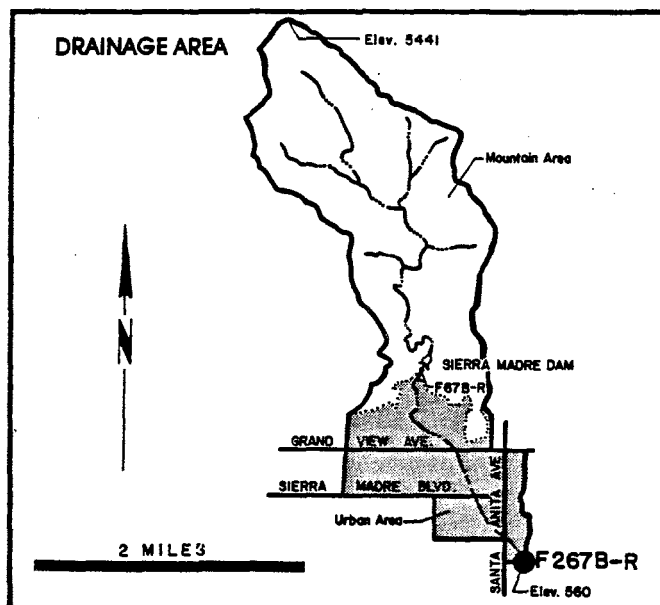 DRAINAGE AREA
Elev. 5441
Mountain Area
N
SIERRA MADRE DAM
F67B-R
GRAND VIEW AVE.
SIERRA MADRE BLVD.
SANTA ANITA AVE
Urban Area
2 MILES
F267B-R
Elev. 560